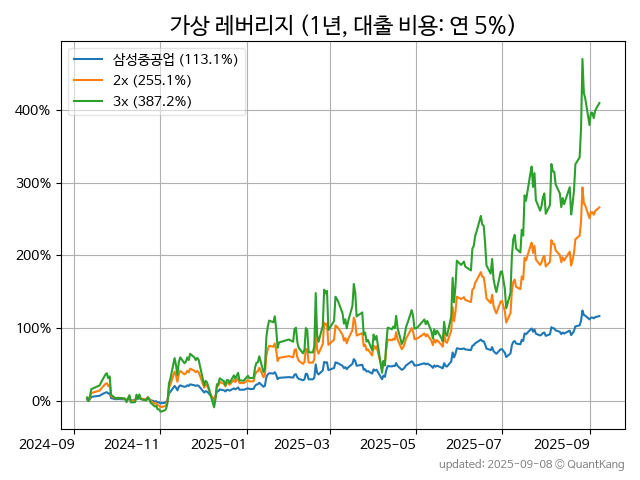 가상 레버리지 (1년, 대출 비용: 연 5%)
삼성중공업 (113.1%)
2x (255.1%)
3x (387.2%)
400%
300%
200%
100%
0%
2024-09 2024-11 2025-01 2025-03 2025-05 2025-07 2025-09
updated: 2025-09-08 © QuantKang